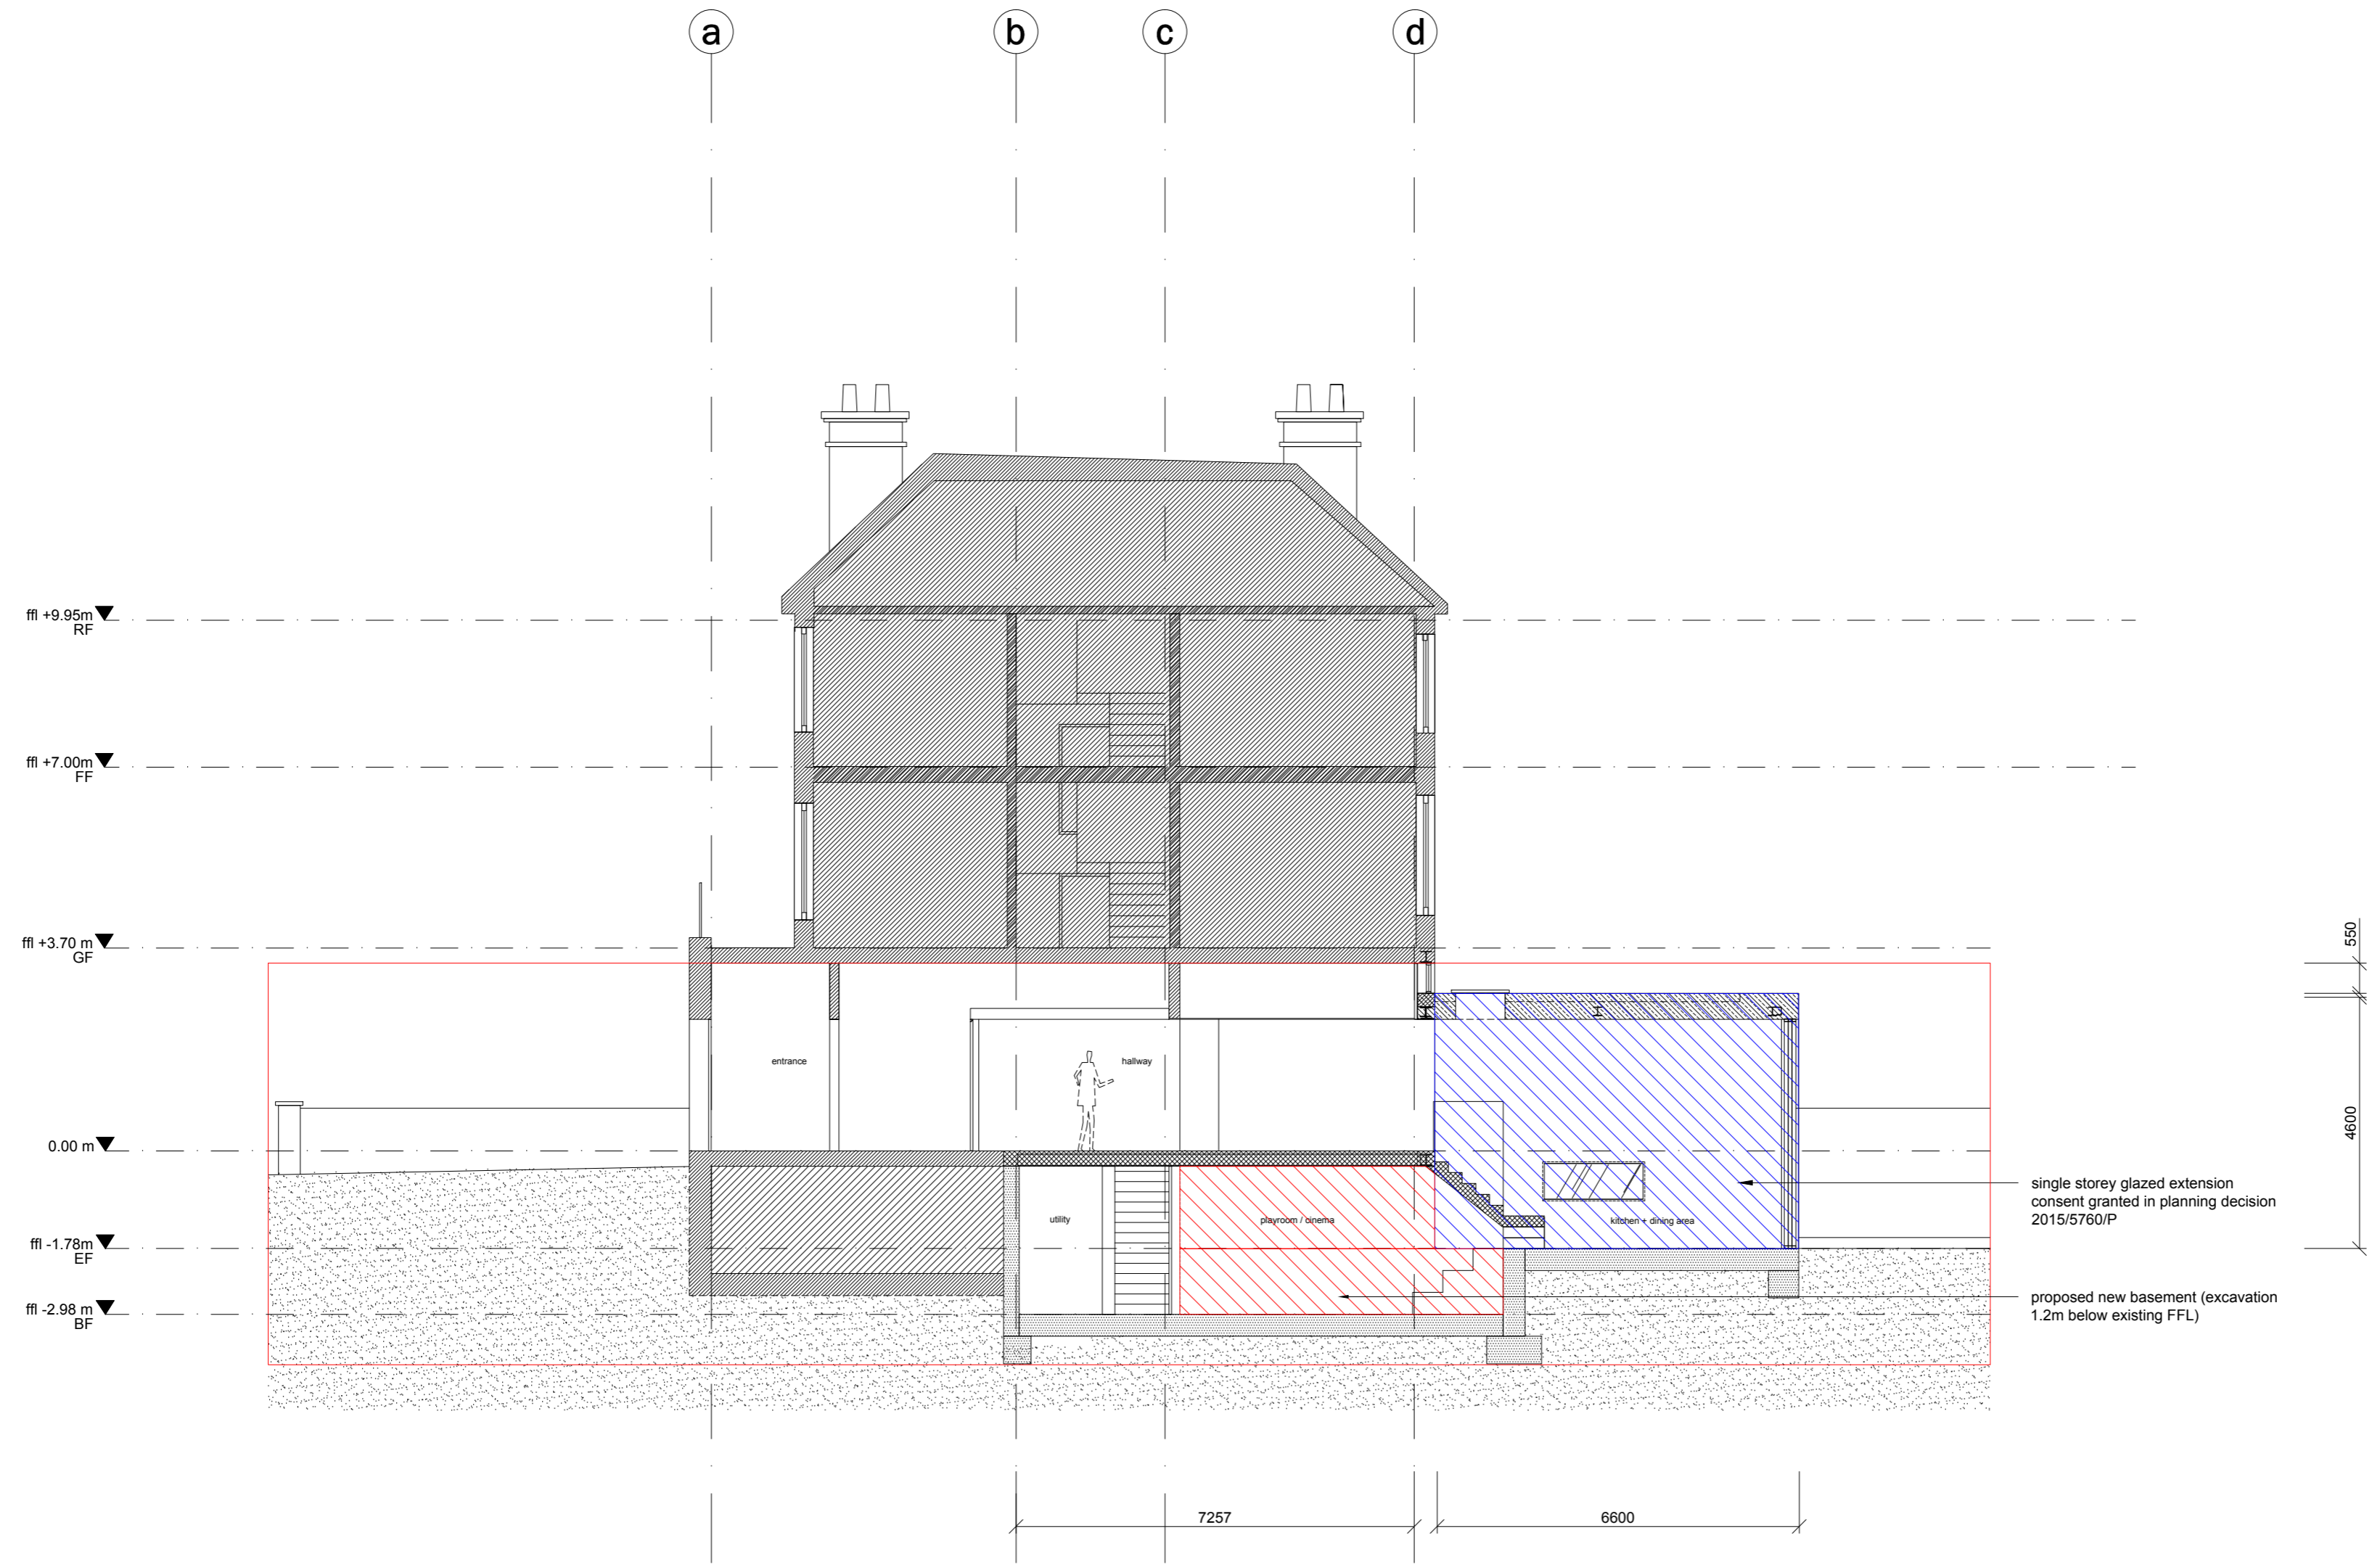 a
b
c
d
ffl +9.95m
RF
ffl +7.00m
FF
ffl +3.70 m
GF
550
entrance
hallway
4600
0.00 m
single storey glazed extension
consent granted in planning decision
2015/5760/P
utility
playroom / cinema
kitchen + dining area
ffl -1.78m
EF
proposed new basement (excavation
1.2m below existing FFL)
ffl -2.98 m
BF
7257
6600